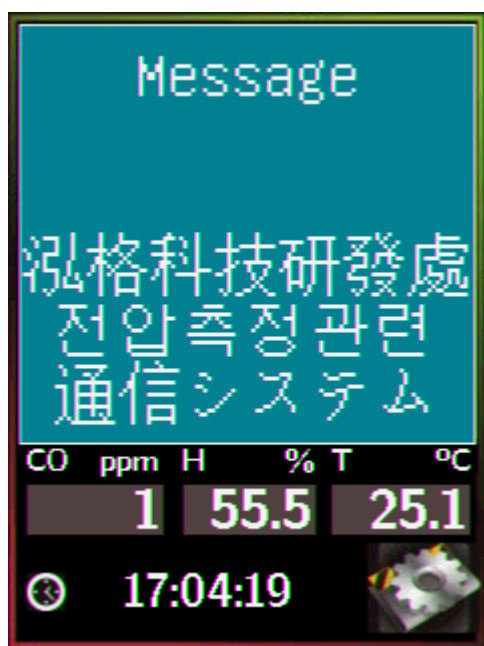 Message
泓格科技研發處
전압측정관련
通信システム
CO ppm H % T ºC
1 55.5 25.1
17:04:19